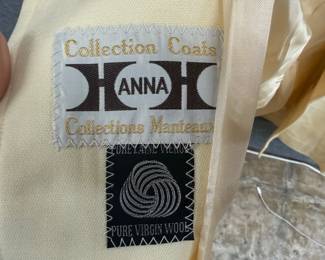 Collection Coats
ANNA
Collections Manteaux
PURE VIRGIN WOOL